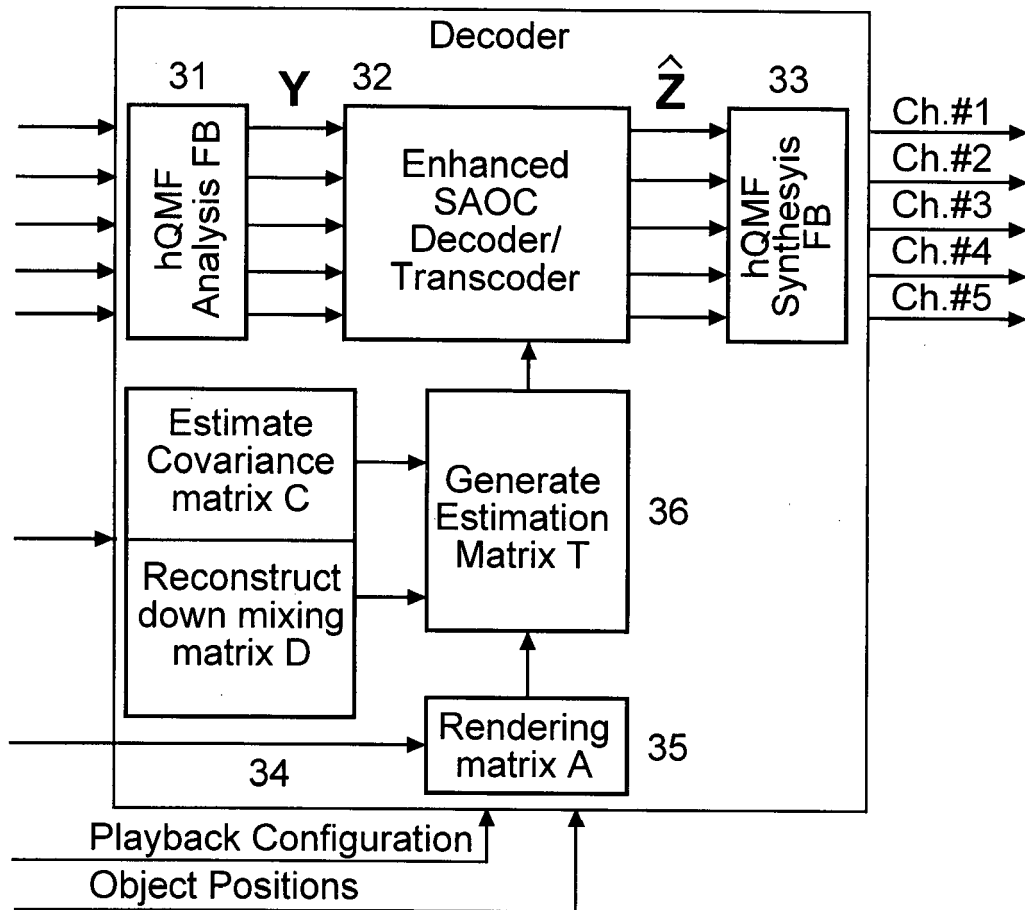 Decoder
31
Y
32
Ẑ
33
hQMF
Analysis FB
Enhanced
SAOC
Decoder/
Transcoder
hQMF
Synthesyis
FB
Ch.#1
Ch.#2
Ch.#3
Ch.#4
Ch.#5
Estimate
Covariance
matrix C
Reconstruct
down mixing
matrix D
Generate
Estimation
Matrix T
36
Rendering
matrix A
35
34
Playback Configuration
Object Positions